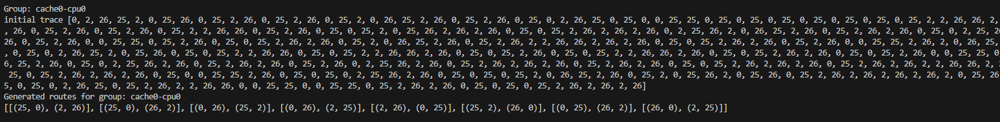 Group: cache0-cpu0
initial trace [0, 2, 26, 25, 2, 0, 25, 26, 0, 25, 2, 26, 0, 25, 2, 26, 0, 25, 2, 0, 26, 25, 2, 26, 0, 25, 2, 26, 0, 25, 0, 2, 26, 25, 0, 25, 0, 0, 25, 25, 0, 25, 0, 25, 0, 25, 0, 25, 0, 25, 0, 25, 2, 2, 26, 26, 2,
, 26, 0, 25, 2, 26, 0, 25, 2, 26, 0, 25, 2, 2, 26, 26, 0, 25, 2, 26, 0, 25, 0, 25, 2, 0, 25, 26, 2, 26, 2, 26, 0, 25, 0, 25, 2, 26, 2, 26, 2, 26, 0, 2, 25, 26, 2, 0, 26, 25, 2, 26, 0, 25, 2, 26, 2, 26, 0, 25, 0, 2, 25, 2
26, 0, 25, 2, 26, 0, 0, 25, 25, 0, 25, 2, 26, 0, 25, 0, 25, 2, 26, 2, 26, 0, 25, 2, 0, 26, 25, 2, 26, 2, 2, 26, 26, 2, 26, 2, 26, 0, 25, 0, 25, 2, 26, 2, 26, 0, 25, 2, 26, 0, 0, 25, 25, 2, 26, 2, 0, 26, 25,
, 0, 25, 0, 2, 26, 25, 2, 0, 25, 26, 0, 25, 0, 25, 2, 2, 26, 26, 0, 25, 0, 25, 2, 2, 26, 26, 2, 26, 0, 25, 0, 25, 2, 26, 0, 25, 0, 25, 2, 2, 26, 26, 2, 26, 0, 25, 0, 25, 2, 26, 2, 26, 0, 25, 0, 25, 2, 26, 0, 0, 25, 25, 0
6, 25, 2, 26, 0, 25, 0, 2, 25, 26, 2, 26, 0, 25, 2, 26, 2, 26, 0, 25, 2, 26, 0, 2, 25, 26, 2, 26, 0, 25, 2, 26, 2, 26, 2, 26, 0, 25, 2, 26, 2, 26, 0, 25, 0, 25, 2, 26, 2, 26, 2, 26, 0, 25, 2, 26, 2, 26, 2, 2, 26, 26, 2,
25, 0, 25, 2, 26, 2, 26, 2, 26, 0, 25, 0, 0, 25, 25, 2, 26, 0, 25, 0, 25, 0, 2, 25, 26, 2, 26, 0, 25, 0, 25, 0, 25, 2, 0, 26, 25, 2, 26, 0, 25, 2, 0, 25, 26, 2, 0, 25, 26, 0, 25, 2, 26, 2, 26, 2, 26, 2, 26, 2, 0, 25, 26
5, 0, 25, 0, 2, 26, 25, 0, 25, 2, 26, 2, 2, 26, 26, 0, 0, 25, 25, 0, 0, 25, 25, 0, 25, 2, 26, 2, 26, 0, 25, 0, 25, 0, 25, 2, 26, 2, 26, 2, 26]
Generated routes for group: cache0-cpu0
[[(25, 0), (2, 26)], [(25, 0), (26, 2)], [(0, 26), (25, 2)], [(0, 26), (2, 25)], [(2, 26), (0, 25)], [(25, 2), (26, 0)], [(0, 25), (26, 2)], [(26, 0), (2, 25)]]